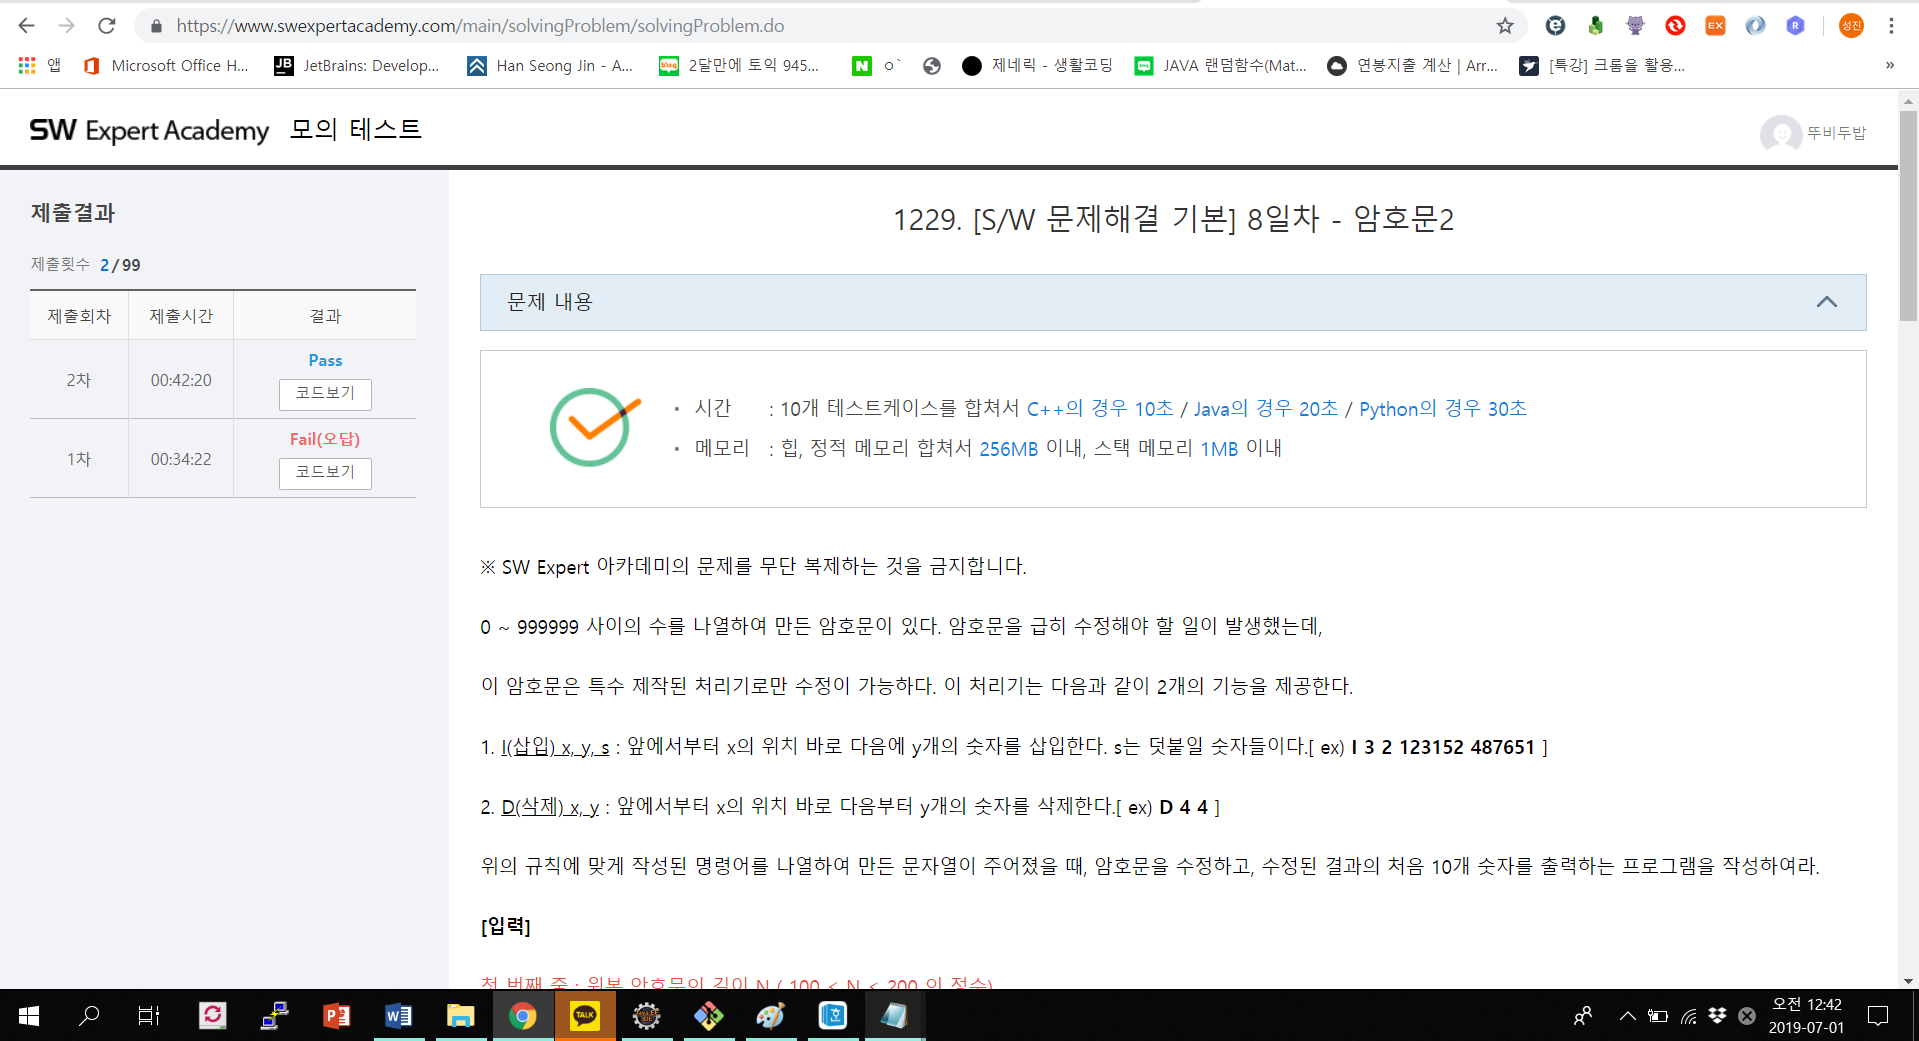 https://www.swexpertacademy.com/main/solvingProblem/solvingProblem.do
성진
앱 Microsoft Office H... JetBrains: Develop... Han Seong Jin - A... 2달만에 토익 945... ㅇ` 제네릭 - 생활코딩 JAVA 랜덤함수(Mat... 연봉지출 계산 | Arr... [특강] 크롬을 활용... »
SW Expert Academy 모의 테스트
뚜비두밥
제출결과
제출횟수 2/99
제출회차 제출시간 결과
2차 00:42:20 Pass
코드보기
1차 00:34:22 Fail(오답)
코드보기
1229. [S/W 문제해결 기본] 8일차 - 암호문2
문제 내용
· 시간 : 10개 테스트케이스를 합쳐서 C++의 경우 10초 / Java의 경우 20초 / Python의 경우 30초
· 메모리 : 힙, 정적 메모리 합쳐서 256MB 이내, 스택 메모리 1MB 이내
※ SW Expert 아카데미의 문제를 무단 복제하는 것을 금지합니다.
0 ~ 999999 사이의 수를 나열하여 만든 암호문이 있다. 암호문을 급히 수정해야 할 일이 발생했는데,
이 암호문은 특수 제작된 처리기로만 수정이 가능하다. 이 처리기는 다음과 같이 2개의 기능을 제공한다.
1. I(삽입) x, y, s : 앞에서부터 x의 위치 바로 다음에 y개의 숫자를 삽입한다. s는 덧붙일 숫자들이다.[ ex) I 3 2 123152 487651 ]
2. D(삭제) x, y : 앞에서부터 x의 위치 바로 다음부터 y개의 숫자를 삭제한다.[ ex) D 4 4 ]
위의 규칙에 맞게 작성된 명령어를 나열하여 만든 문자열이 주어졌을 때, 암호문을 수정하고, 수정된 결과의 처음 10개 숫자를 출력하는 프로그램을 작성하여라.
[입력]
첫 번째 줄 : 원본 암호문의 길이 N ( 100 ≤ N ≤ 200 의 정수)
오전 12:42
2019-07-01